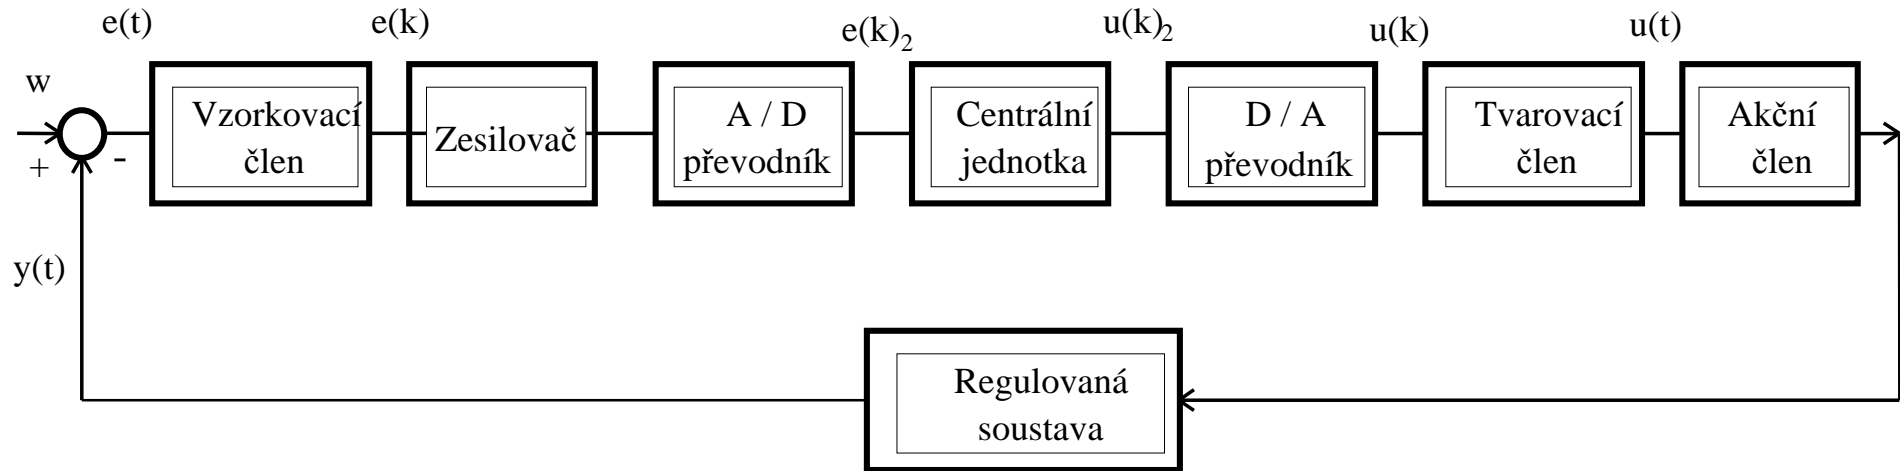 e(t) e(k) e(k)₂ u(k)₂ u(k) u(t)
w
+
-
Vzorkovací
člen
Zesilovač
A / D
převodník
Centrální
jednotka
D / A
převodník
Tvarovací
člen
Akční
člen
y(t)
Regulovaná
soustava